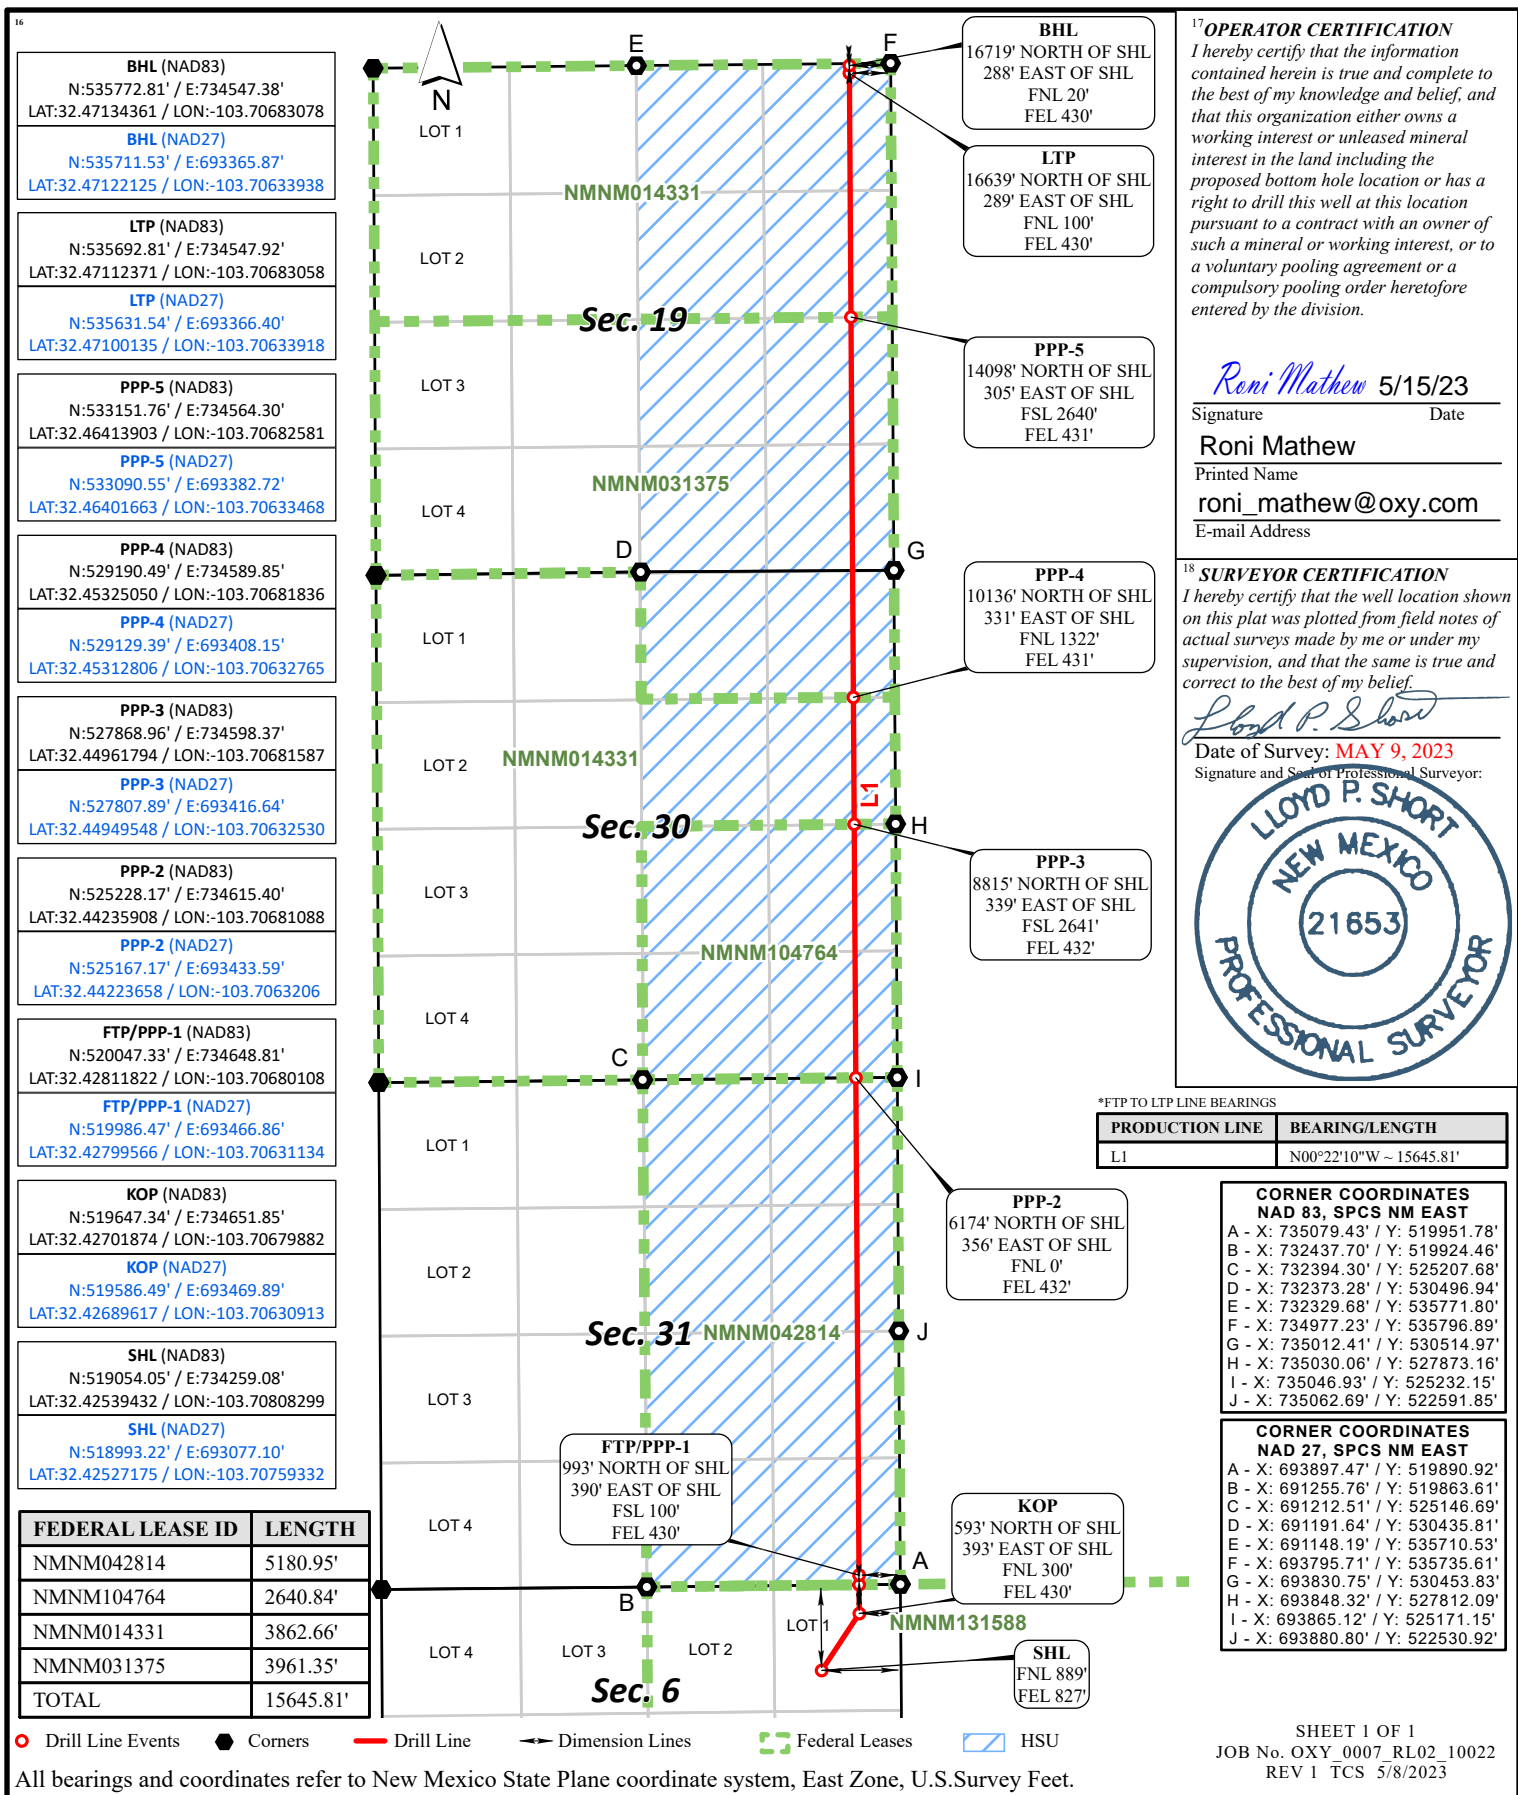 16
BHL (NAD83)
N:535772.81' / E:734547.38'
LAT:32.47134361 / LON:-103.70683078
BHL (NAD27)
N:535711.53' / E:693365.87'
LAT:32.47122125 / LON:-103.70633938
LTP (NAD83)
N:535692.81' / E:734547.92'
LAT:32.47112371 / LON:-103.70683058
LTP (NAD27)
N:535631.54' / E:693366.40'
LAT:32.47100135 / LON:-103.70633918
PPP-5 (NAD83)
N:533151.76' / E:734564.30'
LAT:32.46413903 / LON:-103.70682581
PPP-5 (NAD27)
N:533090.55' / E:693382.72'
LAT:32.46401663 / LON:-103.70633468
PPP-4 (NAD83)
N:529190.49' / E:734589.85'
LAT:32.45325050 / LON:-103.70681836
PPP-4 (NAD27)
N:529129.39' / E:693408.15'
LAT:32.45312806 / LON:-103.70632765
PPP-3 (NAD83)
N:527868.96' / E:734598.37'
LAT:32.44961794 / LON:-103.70681587
PPP-3 (NAD27)
N:527807.89' / E:693416.64'
LAT:32.44949548 / LON:-103.70632530
PPP-2 (NAD83)
N:525228.17' / E:734615.40'
LAT:32.44235908 / LON:-103.70681088
PPP-2 (NAD27)
N:525167.17' / E:693433.59'
LAT:32.44223658 / LON:-103.7063206
FTP/PPP-1 (NAD83)
N:520047.33' / E:734648.81'
LAT:32.42811822 / LON:-103.70680108
FTP/PPP-1 (NAD27)
N:519986.47' / E:693466.86'
LAT:32.42799566 / LON:-103.70631134
KOP (NAD83)
N:519647.34' / E:734651.85'
LAT:32.42701874 / LON:-103.70679882
KOP (NAD27)
N:519586.49' / E:693469.89'
LAT:32.42689617 / LON:-103.70630913
SHL (NAD83)
N:519054.05' / E:734259.08'
LAT:32.42539432 / LON:-103.70808299
SHL (NAD27)
N:518993.22' / E:693077.10'
LAT:32.42527175 / LON:-103.70759332
FEDERAL LEASE ID LENGTH
NMNM042814 5180.95'
NMNM104764 2640.84'
NMNM014331 3862.66'
NMNM031375 3961.35'
TOTAL 15645.81'
N
E
F
LOT 1
NMNM014331
LOT 2
Sec. 19
LOT 3
NMNM031375
LOT 4
D
G
LOT 1
LOT 2
NMNM014331
L1
Sec. 30
H
LOT 3
NMNM104764
LOT 4
C
I
LOT 1
LOT 2
Sec. 31
NMNM042814
J
LOT 3
LOT 4
A
B
LOT 4
LOT 3
LOT 2
LOT 1
NMNM131588
Sec. 6
BHL
16719' NORTH OF SHL
288' EAST OF SHL
FNL 20'
FEL 430'
LTP
16639' NORTH OF SHL
289' EAST OF SHL
FNL 100'
FEL 430'
PPP-5
14098' NORTH OF SHL
305' EAST OF SHL
FSL 2640'
FEL 431'
PPP-4
10136' NORTH OF SHL
331' EAST OF SHL
FNL 1322'
FEL 431'
PPP-3
8815' NORTH OF SHL
339' EAST OF SHL
FSL 2641'
FEL 432'
PPP-2
6174' NORTH OF SHL
356' EAST OF SHL
FNL 0'
FEL 432'
FTP/PPP-1
993' NORTH OF SHL
390' EAST OF SHL
FSL 100'
FEL 430'
KOP
593' NORTH OF SHL
393' EAST OF SHL
FNL 300'
FEL 430'
SHL
FNL 889'
FEL 827'
17 OPERATOR CERTIFICATION
I hereby certify that the information
contained herein is true and complete to
the best of my knowledge and belief, and
that this organization either owns a
working interest or unleased mineral
interest in the land including the
proposed bottom hole location or has a
right to drill this well at this location
pursuant to a contract with an owner of
such a mineral or working interest, or to
a voluntary pooling agreement or a
compulsory pooling order heretofore
entered by the division.
Roni Mathew 5/15/23
Signature Date
Roni Mathew
Printed Name
roni_mathew@oxy.com
E-mail Address
18 SURVEYOR CERTIFICATION
I hereby certify that the well location shown
on this plat was plotted from field notes of
actual surveys made by me or under my
supervision, and that the same is true and
correct to the best of my belief.
Lloyd P. Short
Date of Survey: MAY 9, 2023
Signature and Seal of Professional Surveyor:
LLOYD P. SHORT
NEW MEXICO
21653
PROFESSIONAL SURVEYOR
*FTP TO LTP LINE BEARINGS
PRODUCTION LINE BEARING/LENGTH
L1 N00°22'10"W ~ 15645.81'
CORNER COORDINATES
NAD 83, SPCS NM EAST
A - X: 735079.43' / Y: 519951.78'
B - X: 732437.70' / Y: 519924.46'
C - X: 732394.30' / Y: 525207.68'
D - X: 732373.28' / Y: 530496.94'
E - X: 732329.68' / Y: 535771.80'
F - X: 734977.23' / Y: 535796.89'
G - X: 735012.41' / Y: 530514.97'
H - X: 735030.06' / Y: 527873.16'
I - X: 735046.93' / Y: 525232.15'
J - X: 735062.69' / Y: 522591.85'
CORNER COORDINATES
NAD 27, SPCS NM EAST
A - X: 693897.47' / Y: 519890.92'
B - X: 691255.76' / Y: 519863.61'
C - X: 691212.51' / Y: 525146.69'
D - X: 691191.64' / Y: 530435.81'
E - X: 691148.19' / Y: 535710.53'
F - X: 693795.71' / Y: 535735.61'
G - X: 693830.75' / Y: 530453.83'
H - X: 693848.32' / Y: 527812.09'
I - X: 693865.12' / Y: 525171.15'
J - X: 693880.80' / Y: 522530.92'
Drill Line Events Corners Drill Line Dimension Lines Federal Leases HSU
All bearings and coordinates refer to New Mexico State Plane coordinate system, East Zone, U.S.Survey Feet.
SHEET 1 OF 1
JOB No. OXY_0007_RL02_10022
REV 1 TCS 5/8/2023